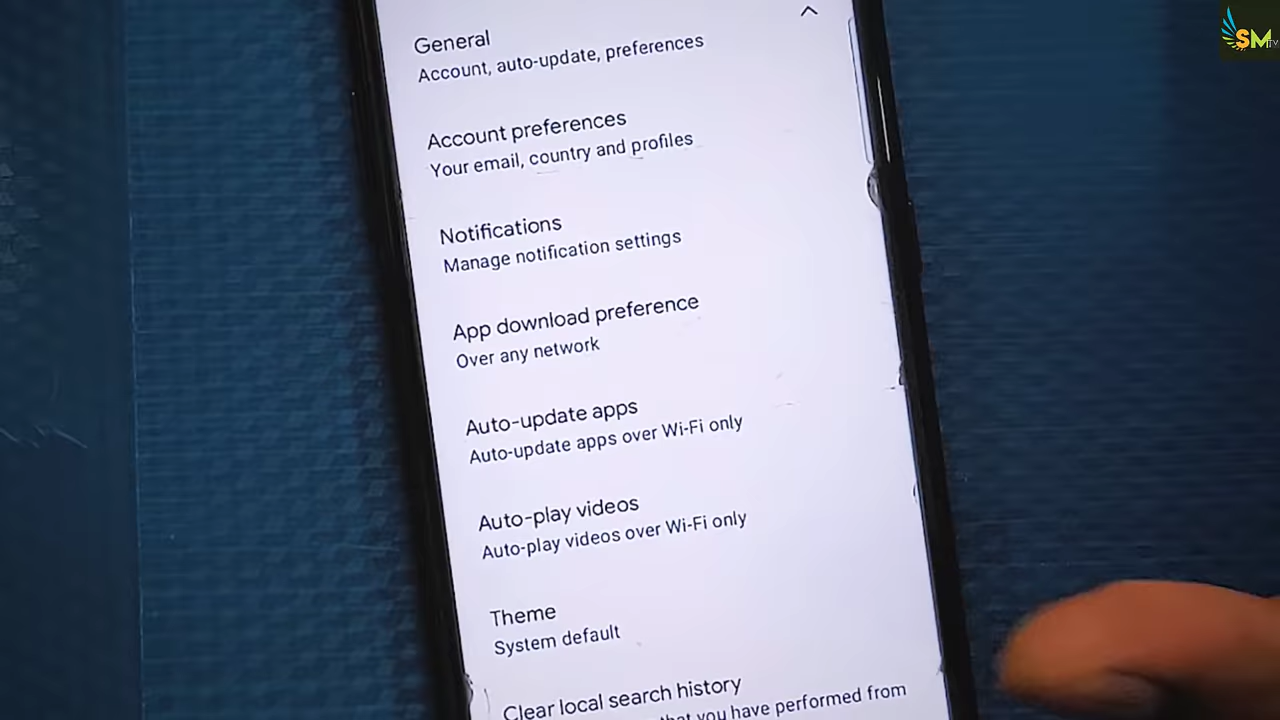 SM TV
General
Account, auto-update, preferences
Account preferences
Your email, country and profiles
Notifications
Manage notification settings
App download preference
Over any network
Auto-update apps
Auto-update apps over Wi-Fi only
Auto-play videos
Auto-play videos over Wi-Fi only
Theme
System default
Clear local search history
that you have performed from